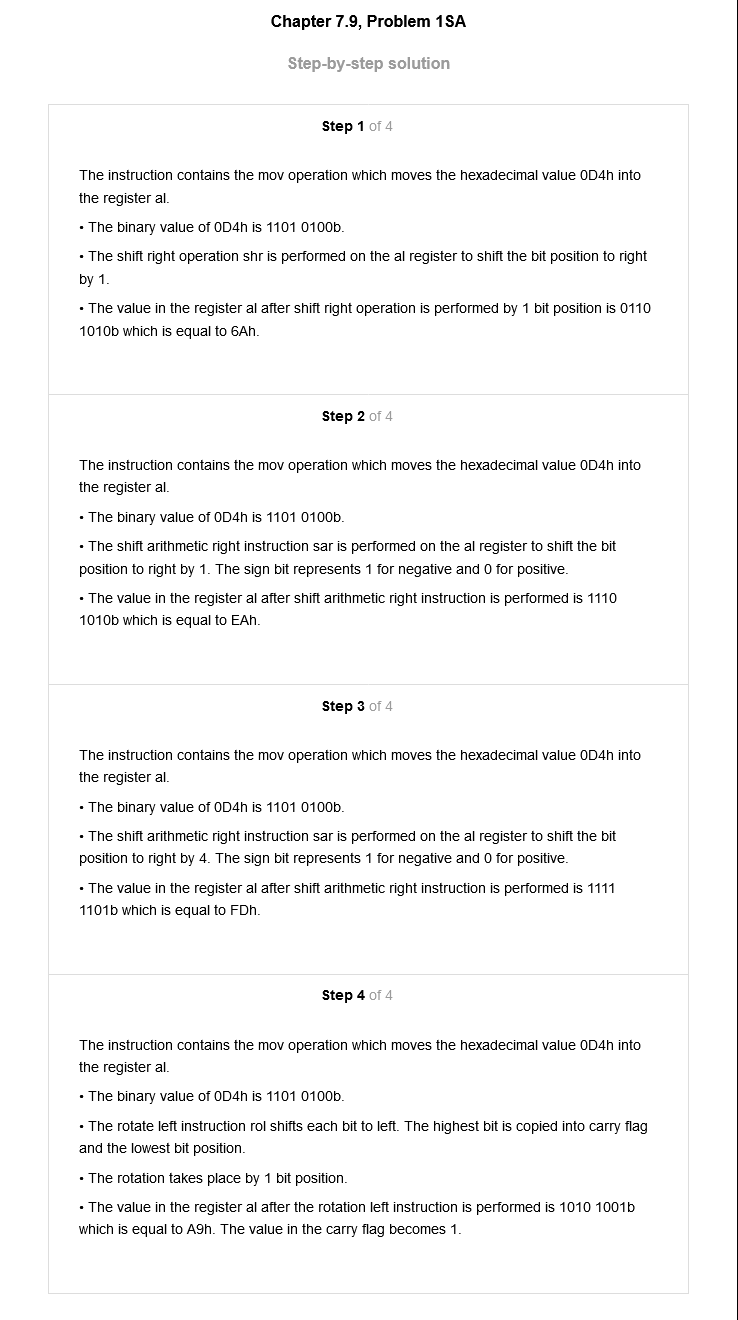 Chapter 7.9, Problem 1SA
Step-by-step solution
Step 1 of 4
The instruction contains the mov operation which moves the hexadecimal value 0D4h into
the register al.
• The binary value of 0D4h is 1101 0100b.
• The shift right operation shr is performed on the al register to shift the bit position to right
by 1.
• The value in the register al after shift right operation is performed by 1 bit position is 0110
1010b which is equal to 6Ah.
Step 2 of 4
The instruction contains the mov operation which moves the hexadecimal value 0D4h into
the register al.
• The binary value of 0D4h is 1101 0100b.
• The shift arithmetic right instruction sar is performed on the al register to shift the bit
position to right by 1. The sign bit represents 1 for negative and 0 for positive.
• The value in the register al after shift arithmetic right instruction is performed is 1110
1010b which is equal to EAh.
Step 3 of 4
The instruction contains the mov operation which moves the hexadecimal value 0D4h into
the register al.
• The binary value of 0D4h is 1101 0100b.
• The shift arithmetic right instruction sar is performed on the al register to shift the bit
position to right by 4. The sign bit represents 1 for negative and 0 for positive.
• The value in the register al after shift arithmetic right instruction is performed is 1111
1101b which is equal to FDh.
Step 4 of 4
The instruction contains the mov operation which moves the hexadecimal value 0D4h into
the register al.
• The binary value of 0D4h is 1101 0100b.
• The rotate left instruction rol shifts each bit to left. The highest bit is copied into carry flag
and the lowest bit position.
• The rotation takes place by 1 bit position.
• The value in the register al after the rotation left instruction is performed is 1010 1001b
which is equal to A9h. The value in the carry flag becomes 1.